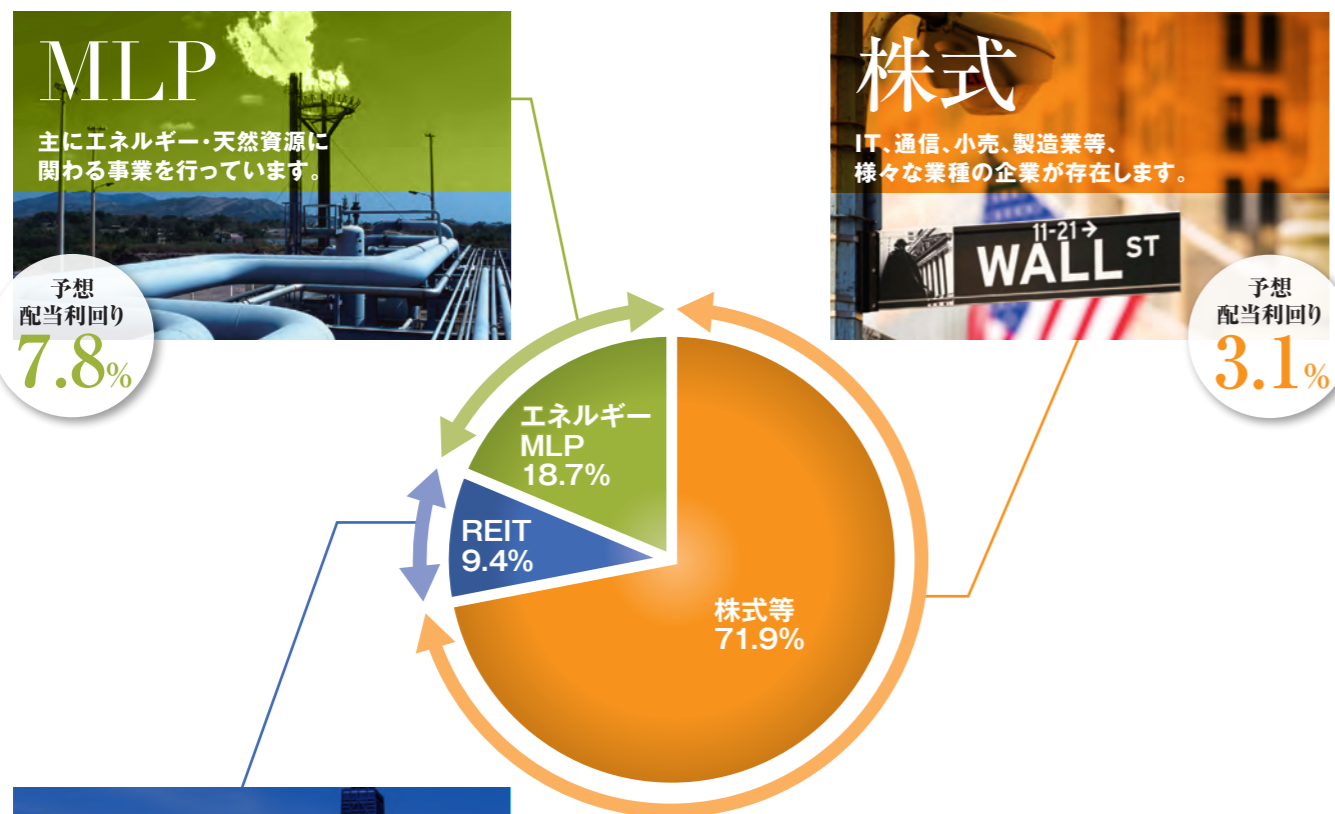 MLP
主にエネルギー・天然資源に
関わる事業を行っています。
予想
配当利回り
7.8%
株式
IT、通信、小売、製造業等、
様々な業種の企業が存在します。
11-21→
WALL ST
予想
配当利回り
3.1%
エネルギー
MLP
18.7%
REIT
9.4%
株式等
71.9%